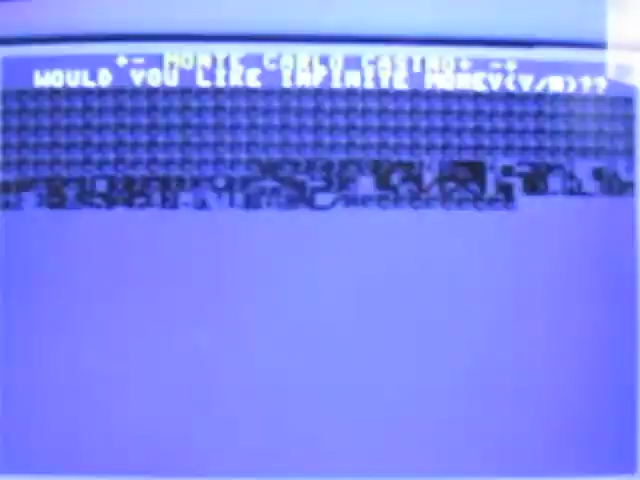 +- MONTE CARLO CASINO+ -+
WOULD YOU LIKE INFINITE MONEY(Y/N)??